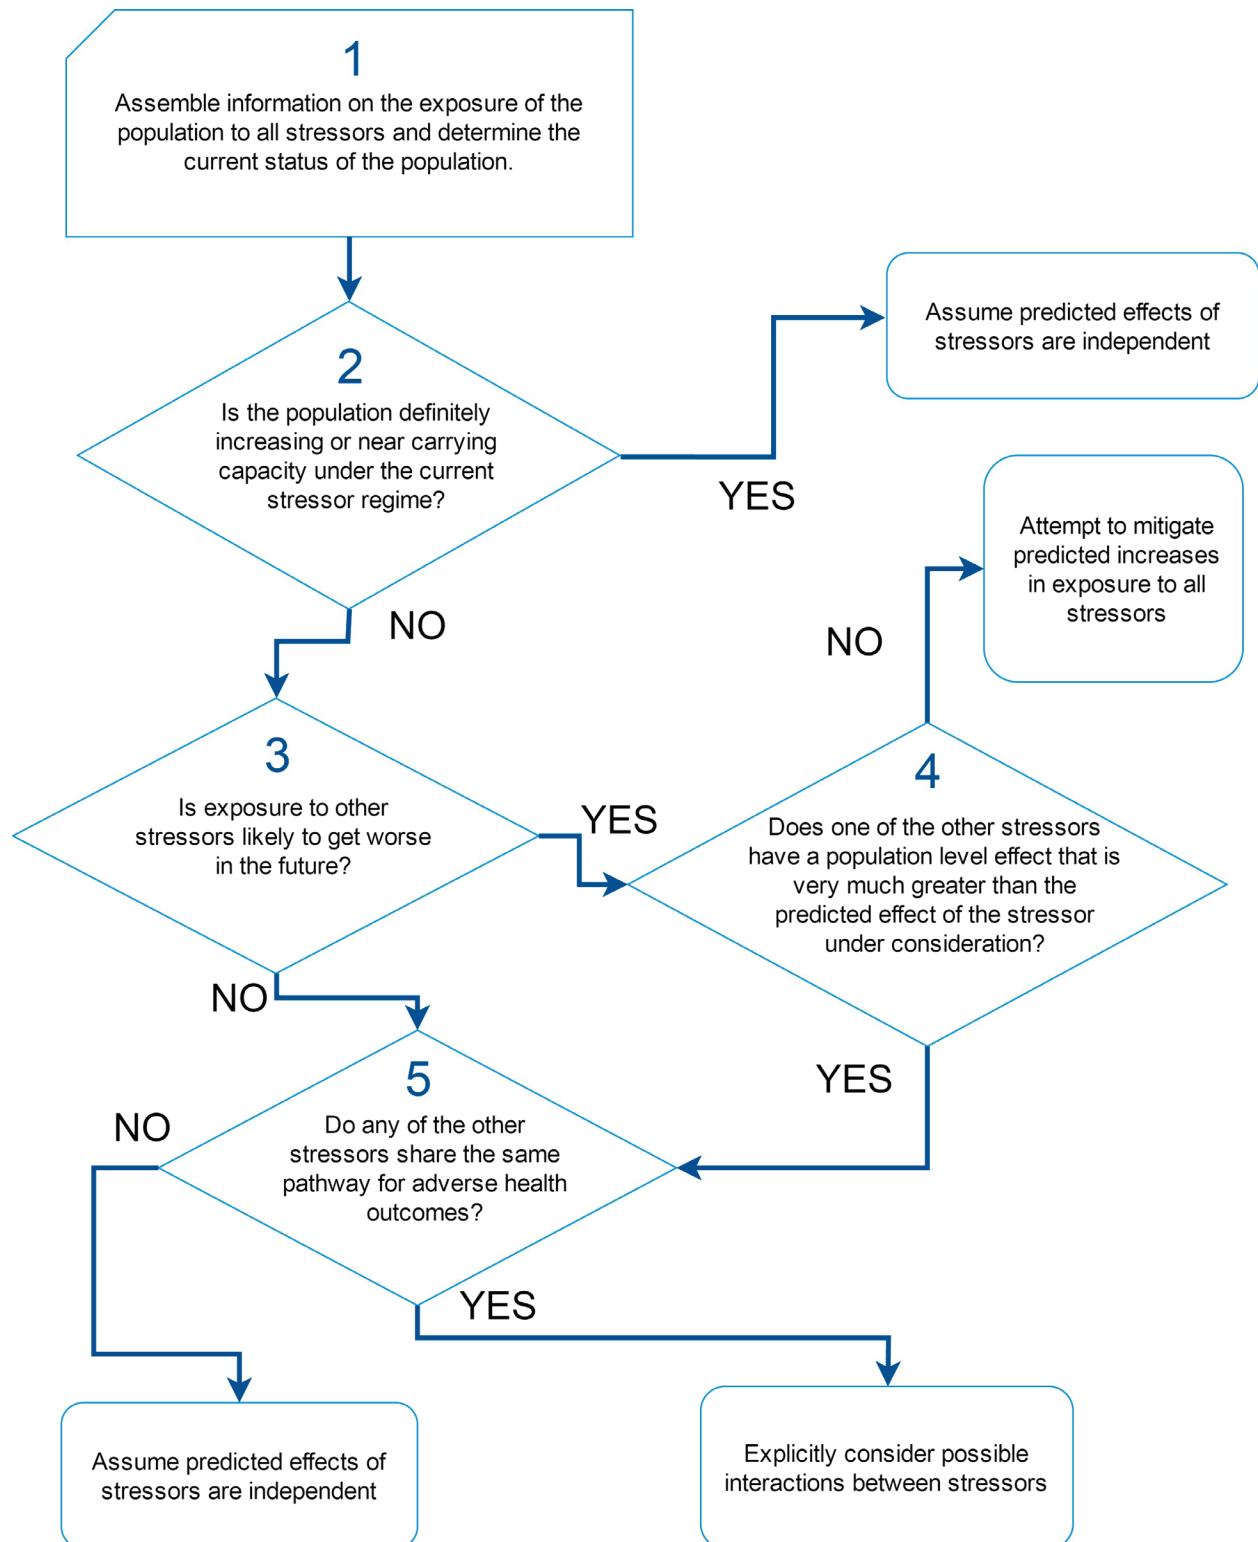 1
Assemble information on the exposure of the
population to all stressors and determine the
current status of the population.
Assume predicted effects of
stressors are independent
2
Is the population definitely
increasing or near carrying
capacity under the current
stressor regime?
YES
Attempt to mitigate
predicted increases
in exposure to all
stressors
NO
NO
3
Is exposure to other
stressors likely to get worse
in the future?
YES
4
Does one of the other stressors
have a population level effect that is
very much greater than the
predicted effect of the stressor
under consideration?
NO
YES
5
Do any of the other
stressors share the same
pathway for adverse health
outcomes?
NO
YES
Assume predicted effects of
stressors are independent
Explicitly consider possible
interactions between stressors